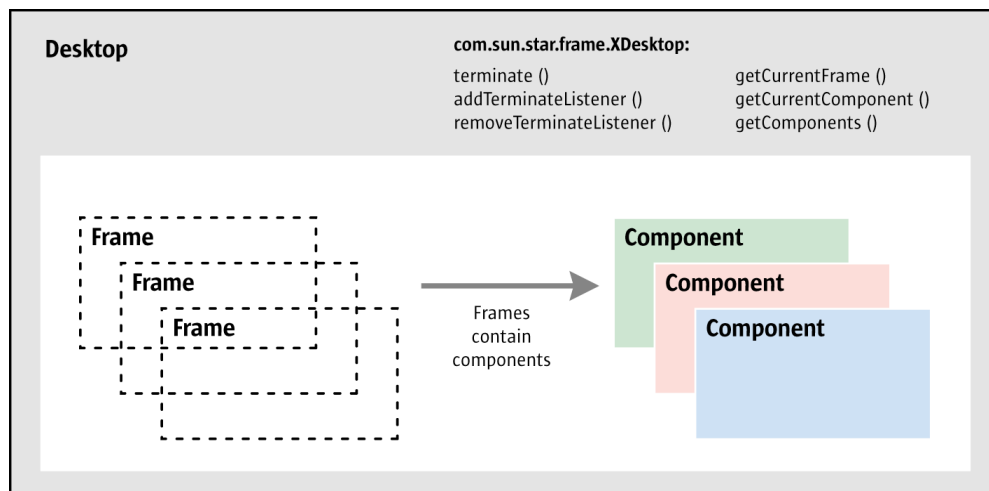 Desktop
com.sun.star.frame.XDesktop:
terminate ()
addTerminateListener ()
removeTerminateListener ()
getCurrentFrame ()
getCurrentComponent ()
getComponents ()
Frame
Frame
Frame
Frames
contain
components
Component
Component
Component